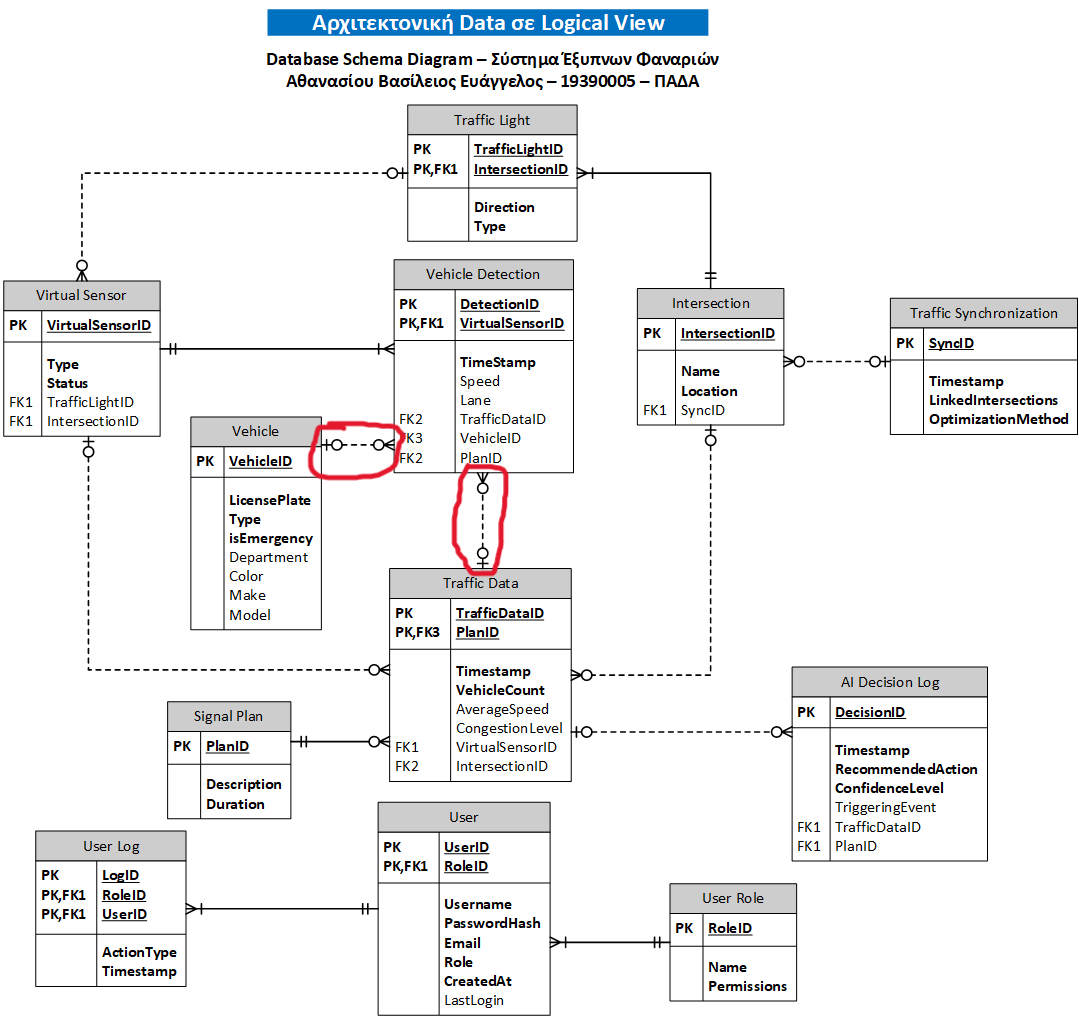 Αρχιτεκτονική Data σε Logical View
Database Schema Diagram – Σύστημα Έξυπνων Φαναριών
Αθανασίου Βασίλειος Ευάγγελος – 19390005 – ΠΑΔΑ
Traffic Light
PK TrafficLightID
PK,FK1 IntersectionID
Direction
Type
Virtual Sensor
PK VirtualSensorID
Type
Status
FK1 TrafficLightID
FK1 IntersectionID
Vehicle Detection
PK DetectionID
PK,FK1 VirtualSensorID
TimeStamp
Speed
Lane
FK2 TrafficDataID
FK3 VehicleID
FK2 PlanID
Intersection
PK IntersectionID
Name
Location
FK1 SyncID
Traffic Synchronization
PK SyncID
Timestamp
LinkedIntersections
OptimizationMethod
Vehicle
PK VehicleID
LicensePlate
Type
isEmergency
Department
Color
Make
Model
Traffic Data
PK TrafficDataID
PK,FK3 PlanID
Timestamp
VehicleCount
AverageSpeed
CongestionLevel
FK1 VirtualSensorID
FK2 IntersectionID
Signal Plan
PK PlanID
Description
Duration
AI Decision Log
PK DecisionID
Timestamp
RecommendedAction
ConfidenceLevel
TriggeringEvent
FK1 TrafficDataID
FK1 PlanID
User Log
PK LogID
PK,FK1 RoleID
PK,FK1 UserID
ActionType
Timestamp
User
PK UserID
PK,FK1 RoleID
Username
PasswordHash
Email
Role
CreatedAt
LastLogin
User Role
PK RoleID
Name
Permissions